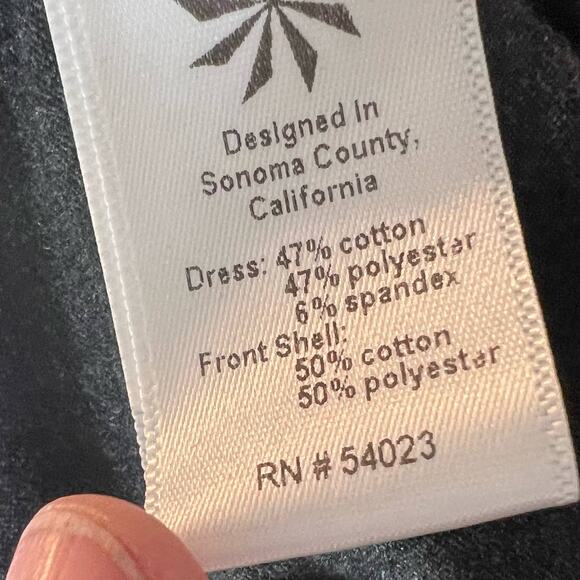 Designed in
Sonoma County,
California
Dress: 47% cotton
47% polyester
6% spandex
Front Shell:
50% cotton
50% polyester
RN # 54023